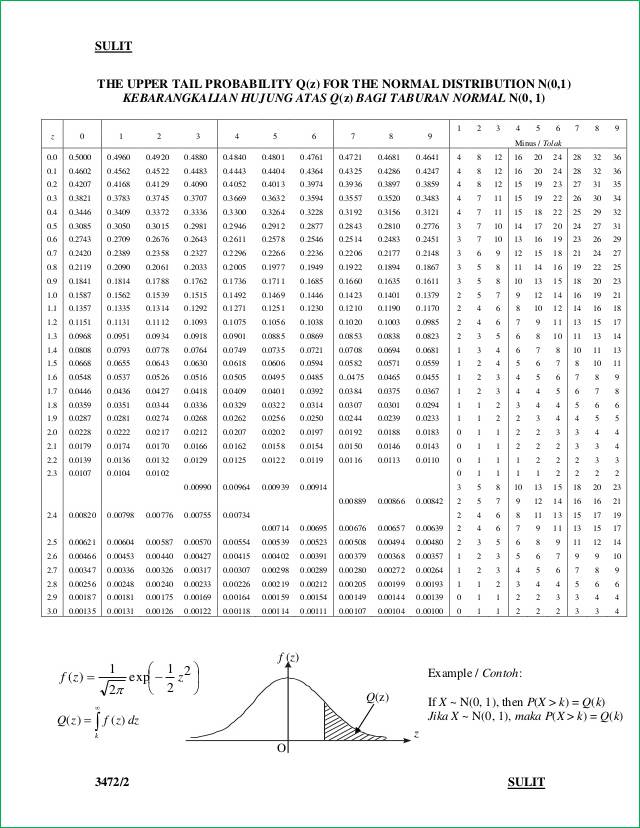 SULIT
THE UPPER TAIL PROBABILITY Q(z) FOR THE NORMAL DISTRIBUTION N(0,1)
KEBARANGKALIAN HUJUNG ATAS Q(z) BAGI TABURAN NORMAL N(0, 1)
z 0 1 2 3 4 5 6 7 8 9 1 2 3 4 5 6 7 8 9
Minus / Tolak
0.0 0.5000 0.4960 0.4920 0.4880 0.4840 0.4801 0.4761 0.4721 0.4681 0.4641 4 8 12 16 20 24 28 32 36
0.1 0.4602 0.4562 0.4522 0.4483 0.4443 0.4404 0.4364 0.4325 0.4286 0.4247 4 8 12 16 20 24 28 32 36
0.2 0.4207 0.4168 0.4129 0.4090 0.4052 0.4013 0.3974 0.3936 0.3897 0.3859 4 8 12 15 19 23 27 31 35
0.3 0.3821 0.3783 0.3745 0.3707 0.3669 0.3632 0.3594 0.3557 0.3520 0.3483 4 7 11 15 19 22 26 30 34
0.4 0.3446 0.3409 0.3372 0.3336 0.3300 0.3264 0.3228 0.3192 0.3156 0.3121 4 7 11 15 18 22 25 29 32
0.5 0.3085 0.3050 0.3015 0.2981 0.2946 0.2912 0.2877 0.2843 0.2810 0.2776 3 7 10 14 17 20 24 27 31
0.6 0.2743 0.2709 0.2676 0.2643 0.2611 0.2578 0.2546 0.2514 0.2483 0.2451 3 7 10 13 16 19 23 26 29
0.7 0.2420 0.2389 0.2358 0.2327 0.2296 0.2266 0.2236 0.2206 0.2177 0.2148 3 6 9 12 15 18 21 24 27
0.8 0.2119 0.2090 0.2061 0.2033 0.2005 0.1977 0.1949 0.1922 0.1894 0.1867 3 5 8 11 14 16 19 22 25
0.9 0.1841 0.1814 0.1788 0.1762 0.1736 0.1711 0.1685 0.1660 0.1635 0.1611 3 5 8 10 13 15 18 20 23
1.0 0.1587 0.1562 0.1539 0.1515 0.1492 0.1469 0.1446 0.1423 0.1401 0.1379 2 5 7 9 12 14 16 19 21
1.1 0.1357 0.1335 0.1314 0.1292 0.1271 0.1251 0.1230 0.1210 0.1190 0.1170 2 4 6 8 10 12 14 16 18
1.2 0.1151 0.1131 0.1112 0.1093 0.1075 0.1056 0.1038 0.1020 0.1003 0.0985 2 4 6 7 9 11 13 15 17
1.3 0.0968 0.0951 0.0934 0.0918 0.0901 0.0885 0.0869 0.0853 0.0838 0.0823 2 3 5 6 8 10 11 13 14
1.4 0.0808 0.0793 0.0778 0.0764 0.0749 0.0735 0.0721 0.0708 0.0694 0.0681 1 3 4 6 7 8 10 11 13
1.5 0.0668 0.0655 0.0643 0.0630 0.0618 0.0606 0.0594 0.0582 0.0571 0.0559 1 2 4 5 6 7 8 10 11
1.6 0.0548 0.0537 0.0526 0.0516 0.0505 0.0495 0.0485 0.0475 0.0465 0.0455 1 2 3 4 5 6 7 8 9
1.7 0.0446 0.0436 0.0427 0.0418 0.0409 0.0401 0.0392 0.0384 0.0375 0.0367 1 2 3 4 4 5 6 7 8
1.8 0.0359 0.0351 0.0344 0.0336 0.0329 0.0322 0.0314 0.0307 0.0301 0.0294 1 1 2 3 4 4 5 6 6
1.9 0.0287 0.0281 0.0274 0.0268 0.0262 0.0256 0.0250 0.0244 0.0239 0.0233 1 1 2 2 3 4 4 5 5
2.0 0.0228 0.0222 0.0217 0.0212 0.0207 0.0202 0.0197 0.0192 0.0188 0.0183 0 1 1 2 2 3 3 4 4
2.1 0.0179 0.0174 0.0170 0.0166 0.0162 0.0158 0.0154 0.0150 0.0146 0.0143 0 1 1 2 2 2 3 3 4
2.2 0.0139 0.0136 0.0132 0.0129 0.0125 0.0122 0.0119 0.0116 0.0113 0.0110 0 1 1 1 2 2 2 3 3
2.3 0.0107 0.0104 0.0102 0 1 1 1 1 2 2 2 2
0.00990 0.00964 0.00939 0.00914 3 5 8 10 13 15 18 20 23
0.00889 0.00866 0.00842 2 5 7 9 12 14 16 16 21
2.4 0.00820 0.00798 0.00776 0.00755 0.00734 2 4 6 8 11 13 15 17 19
0.00714 0.00695 0.00676 0.00657 0.00639 2 4 6 7 9 11 13 15 17
2.5 0.00621 0.00604 0.00587 0.00570 0.00554 0.00539 0.00523 0.00508 0.00494 0.00480 2 3 5 6 8 9 11 12 14
2.6 0.00466 0.00453 0.00440 0.00427 0.00415 0.00402 0.00391 0.00379 0.00368 0.00357 1 2 3 5 6 7 9 9 10
2.7 0.00347 0.00336 0.00326 0.00317 0.00307 0.00298 0.00289 0.00280 0.00272 0.00264 1 2 3 4 5 6 7 8 9
2.8 0.00256 0.00248 0.00240 0.00233 0.00226 0.00219 0.00212 0.00205 0.00199 0.00193 1 1 2 3 4 4 5 6 6
2.9 0.00187 0.00181 0.00175 0.00169 0.00164 0.00159 0.00154 0.00149 0.00144 0.00139 0 1 1 2 2 3 3 4 4
3.0 0.00135 0.00131 0.00126 0.00122 0.00118 0.00114 0.00111 0.00107 0.00104 0.00100 0 1 1 2 2 2 3 3 4
f(z) = 1/√2π exp(−1/2 z²)
Q(z) = ∫ₖ^∞ f(z) dz
f (z)
Q(z)
z
O
Example / Contoh:
If X ~ N(0, 1), then P(X > k) = Q(k)
Jika X ~ N(0, 1), maka P(X > k) = Q(k)
3472/2 SULIT